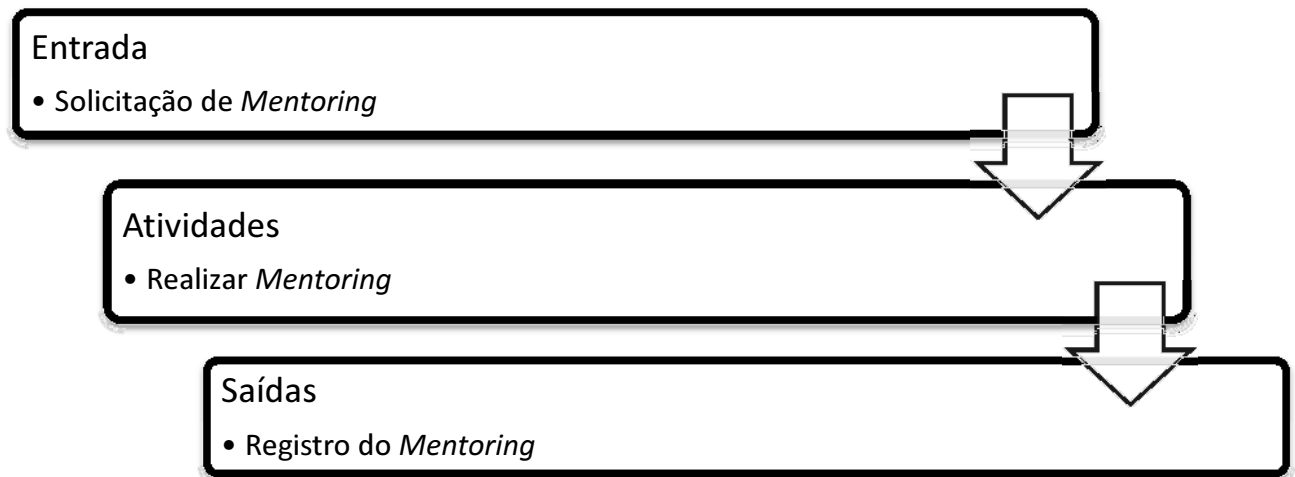 Entrada
• Solicitação de Mentoring
Atividades
• Realizar Mentoring
Saídas
• Registro do Mentoring